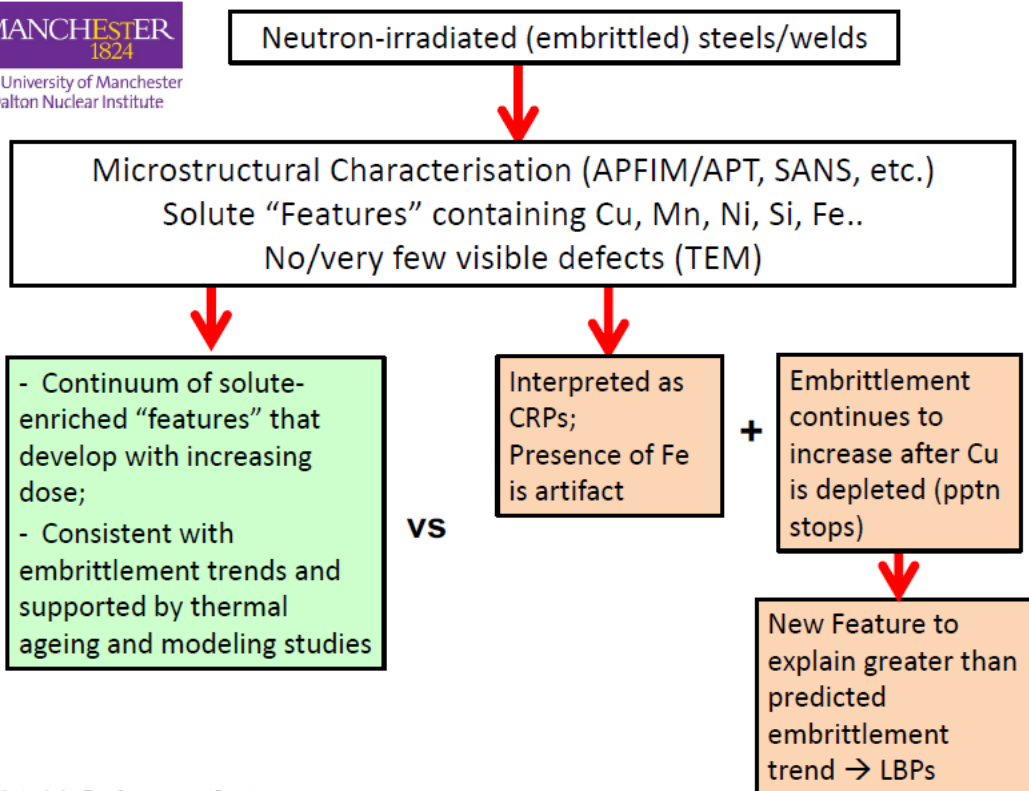 MANCHESTER
1824
University of Manchester
alton Nuclear Institute
Neutron-irradiated (embrittled) steels/welds
Microstructural Characterisation (APFIM/APT, SANS, etc.)
Solute “Features” containing Cu, Mn, Ni, Si, Fe..
No/very few visible defects (TEM)
- Continuum of solute-
enriched “features” that
develop with increasing
dose;
- Consistent with
embrittlement trends and
supported by thermal
ageing and modeling studies
vs
Interpreted as
CRPs;
Presence of Fe
is artifact
+
Embrittlement
continues to
increase after Cu
is depleted (pptn
stops)
New Feature to
explain greater than
predicted
embrittlement
trend → LBPs